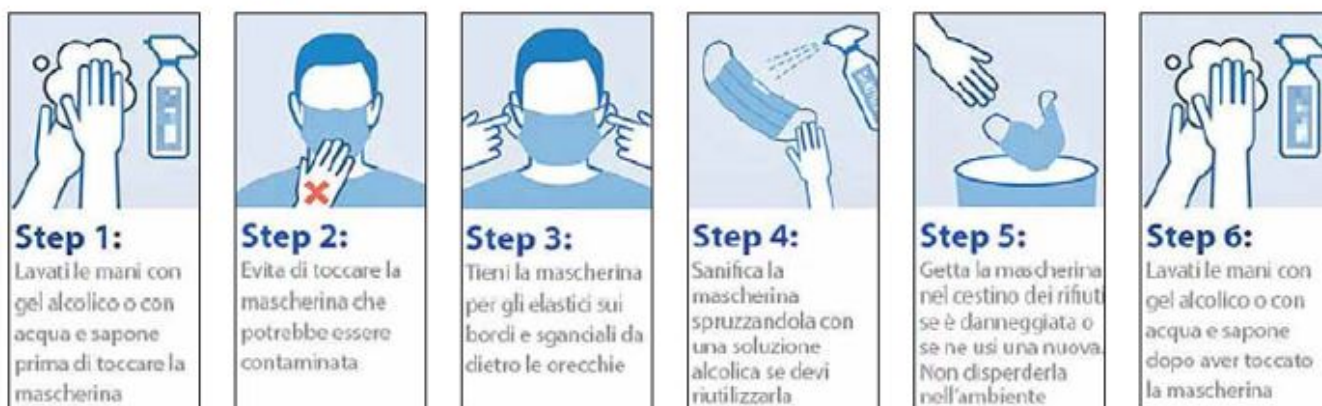 Step 1:
Lavati le mani con
gel alcolico o con
acqua e sapone
prima di toccare la
mascherina
Step 2:
Evita di toccare la
mascherina che
potrebbe essere
contaminata
Step 3:
Tieni la mascherina
per gli elastici sui
bordi e sganciali da
dietro le orecchie
Step 4:
Sanifica la
mascherina
spruzzandola con
una soluzione
alcolica se devi
riutilizzarla
Step 5:
Getta la mascherina
nel cestino dei rifiuti
se è danneggiata o
se ne usi una nuova.
Non disperderla
nell'ambiente
Step 6:
Lavati le mani con
gel alcolico o con
acqua e sapone
dopo aver toccato
la mascherina